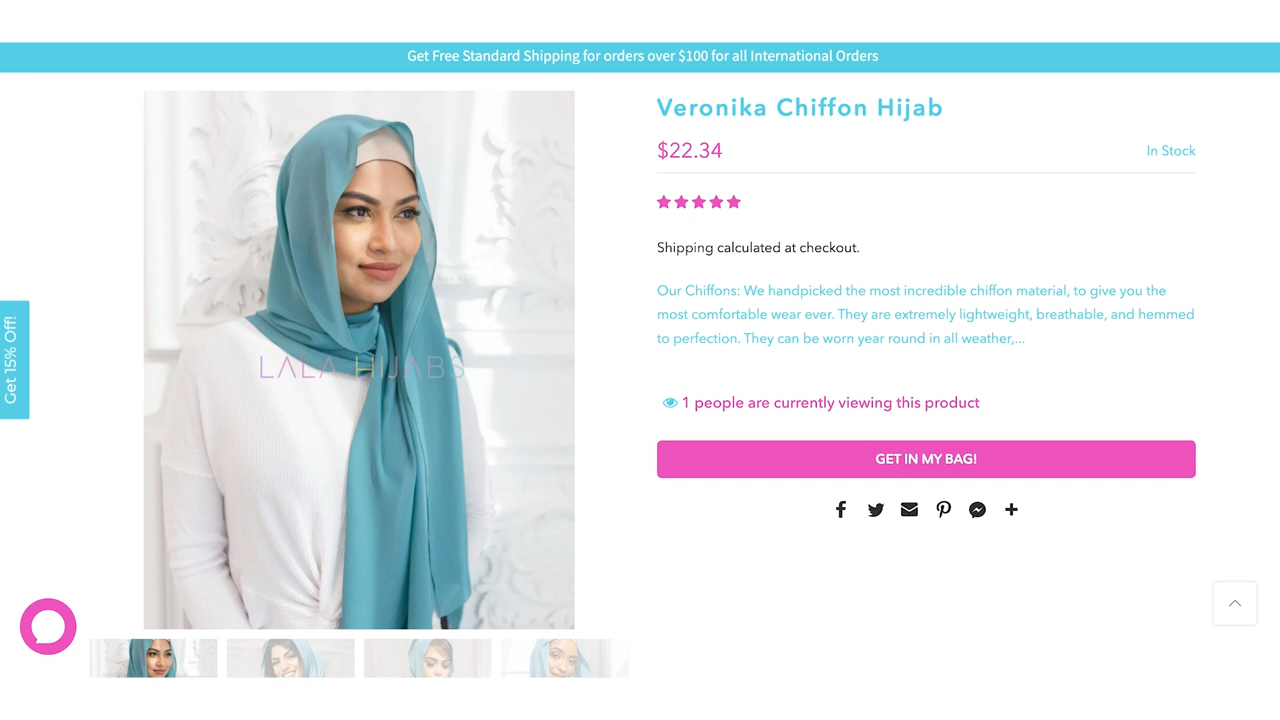 Get Free Standard Shipping for orders over $100 for all International Orders
Veronika Chiffon Hijab
$22.34
In Stock
Shipping calculated at checkout.
Our Chiffons: We handpicked the most incredible chiffon material, to give you the
most comfortable wear ever. They are extremely lightweight, breathable, and hemmed
to perfection. They can be worn year round in all weather,...
1 people are currently viewing this product
GET IN MY BAG!
LALA HIJABS
Get 15% Off!